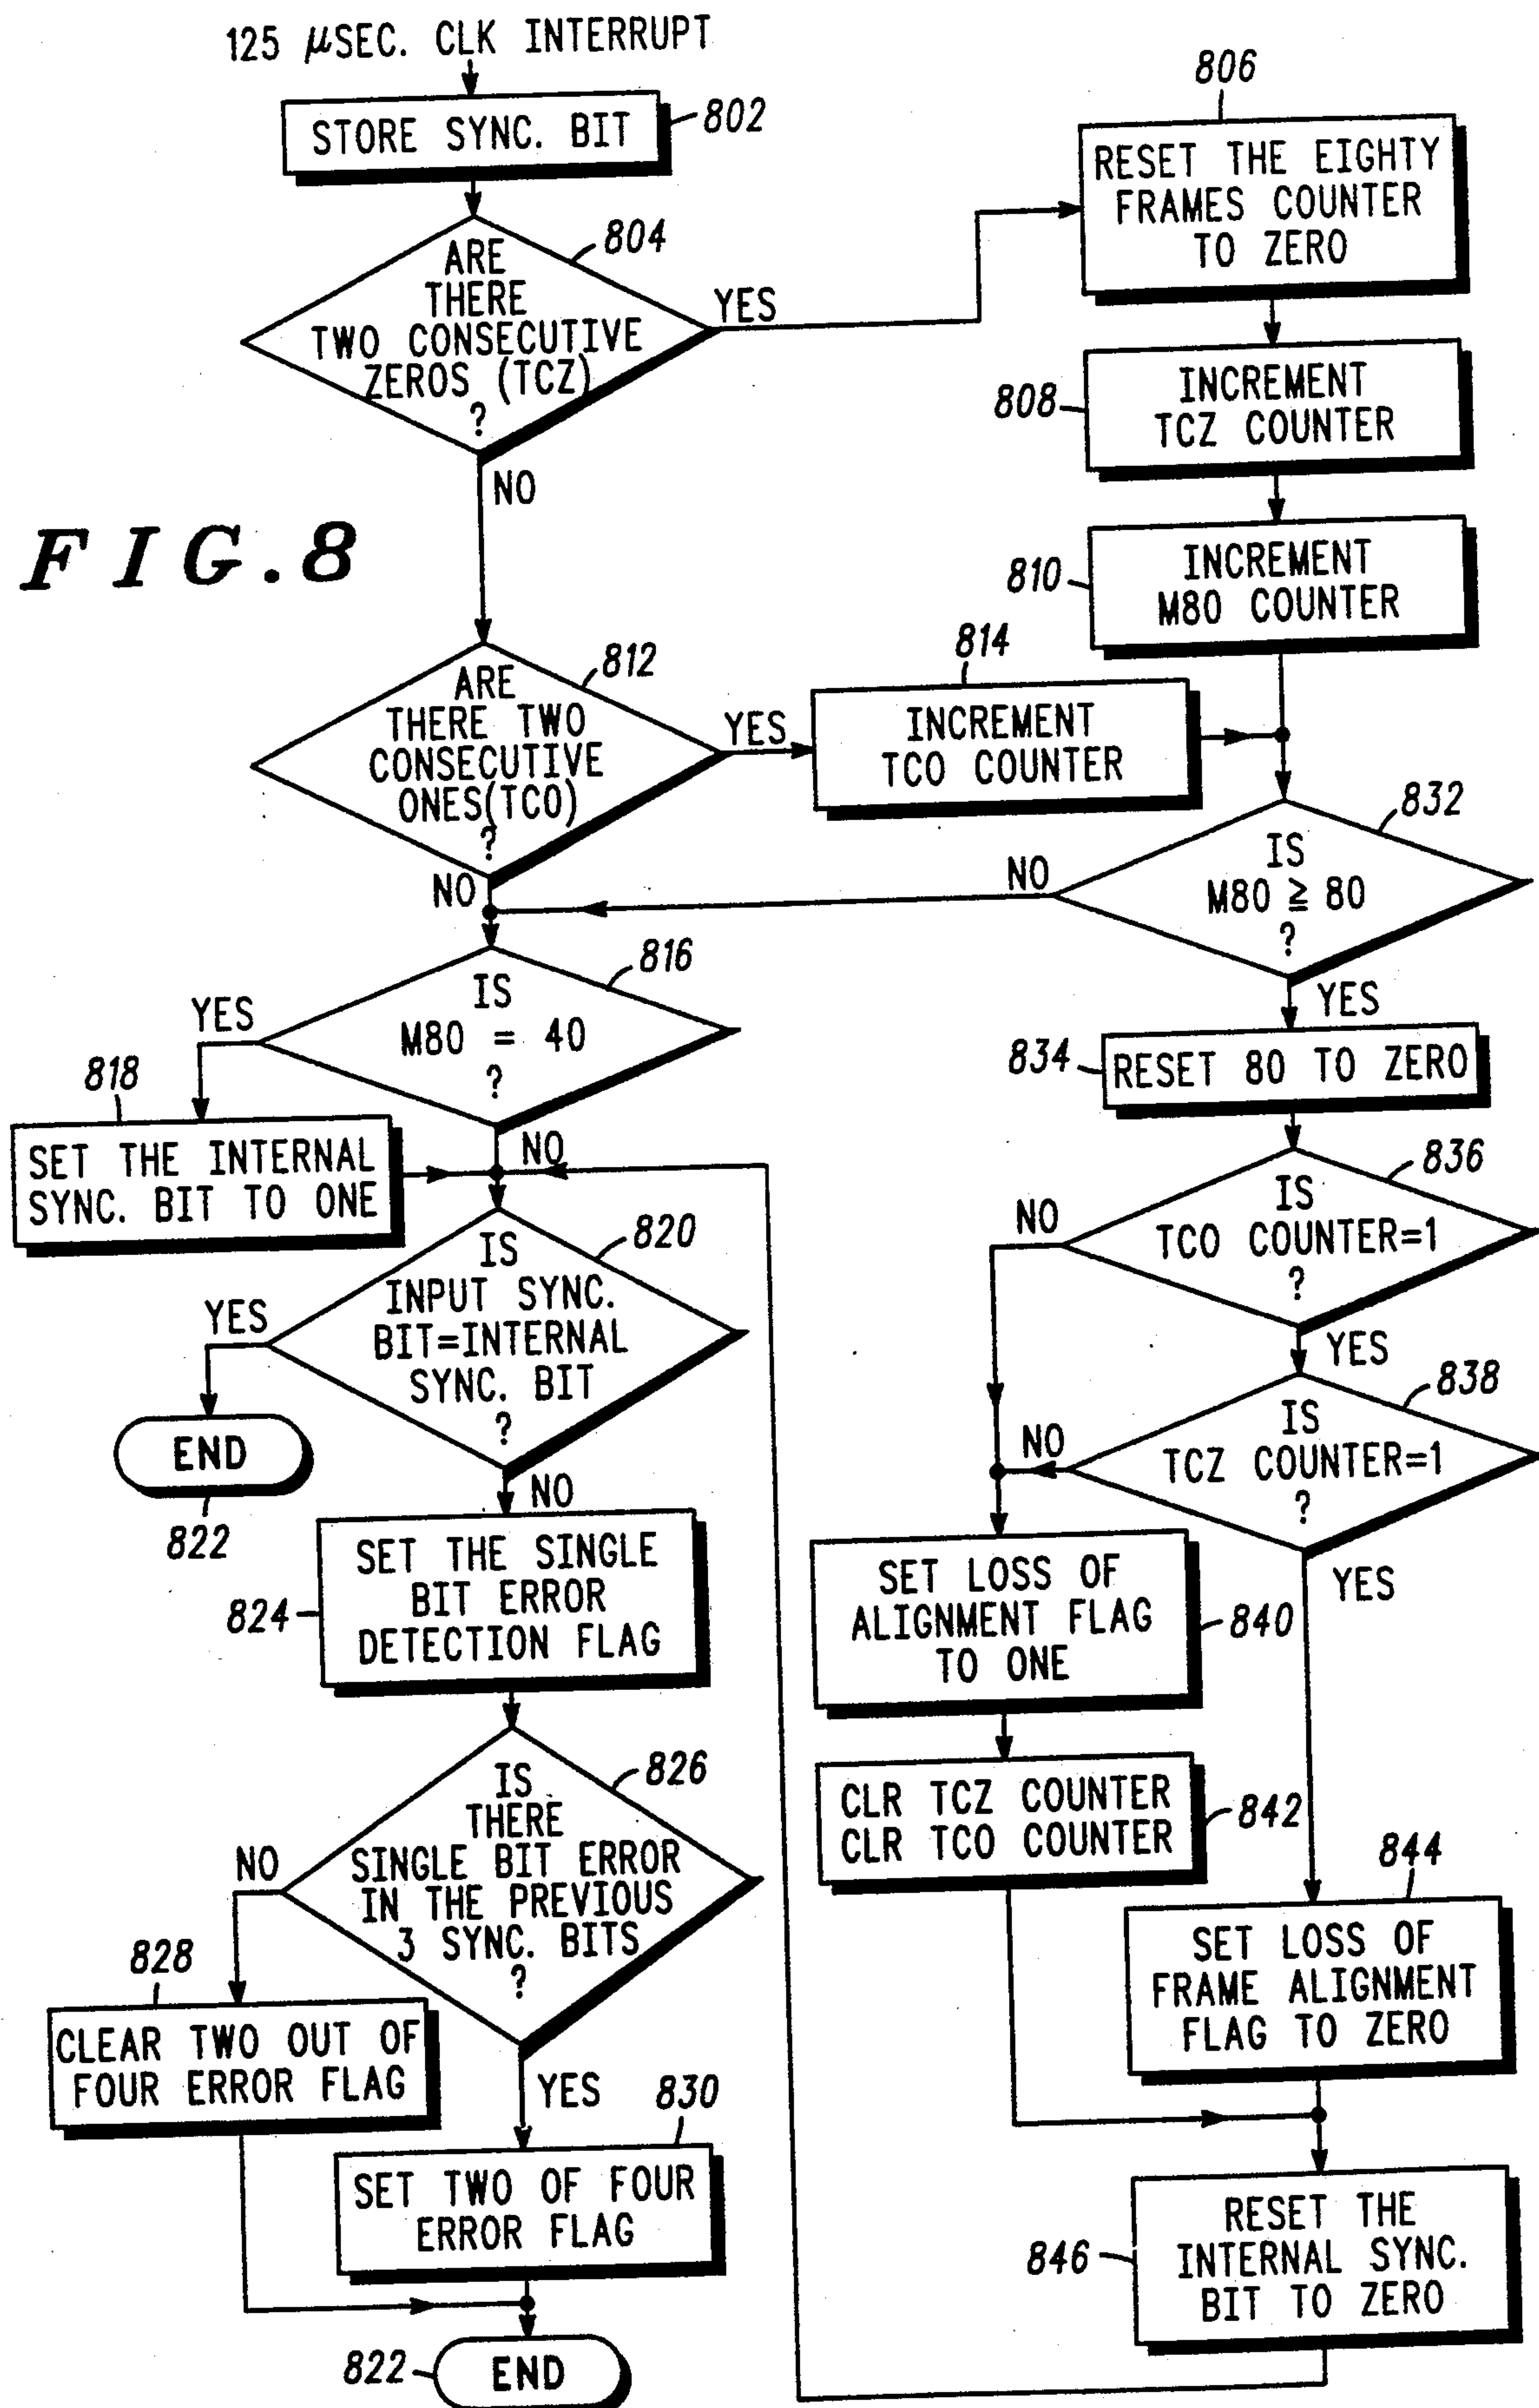 125 μSEC. CLK INTERRUPT
STORE SYNC. BIT
802
ARE
THERE
TWO CONSECUTIVE
ZEROS (TCZ)
?
804
YES
NO
806
RESET THE EIGHTY
FRAMES COUNTER
TO ZERO
808
INCREMENT
TCZ COUNTER
810
INCREMENT
M80 COUNTER
FIG.8
ARE
THERE TWO
CONSECUTIVE
ONES(TCO)
?
812
YES
NO
814
INCREMENT
TCO COUNTER
832
IS
M80 ≧ 80
?
NO
YES
816
IS
M80 = 40
?
YES
NO
818
SET THE INTERNAL
SYNC. BIT TO ONE
834
RESET 80 TO ZERO
820
IS
INPUT SYNC.
BIT=INTERNAL
SYNC. BIT
?
YES
NO
END
822
836
IS
TCO COUNTER=1
?
NO
YES
838
IS
TCZ COUNTER=1
?
NO
YES
824
SET THE SINGLE
BIT ERROR
DETECTION FLAG
SET LOSS OF
ALIGNMENT FLAG
TO ONE
840
826
IS
THERE
SINGLE BIT ERROR
IN THE PREVIOUS
3 SYNC. BITS
?
NO
YES
CLR TCZ COUNTER
CLR TCO COUNTER
842
844
SET LOSS OF
FRAME ALIGNMENT
FLAG TO ZERO
828
CLEAR TWO OUT OF
FOUR ERROR FLAG
830
SET TWO OF FOUR
ERROR FLAG
846
RESET THE
INTERNAL SYNC.
BIT TO ZERO
822
END